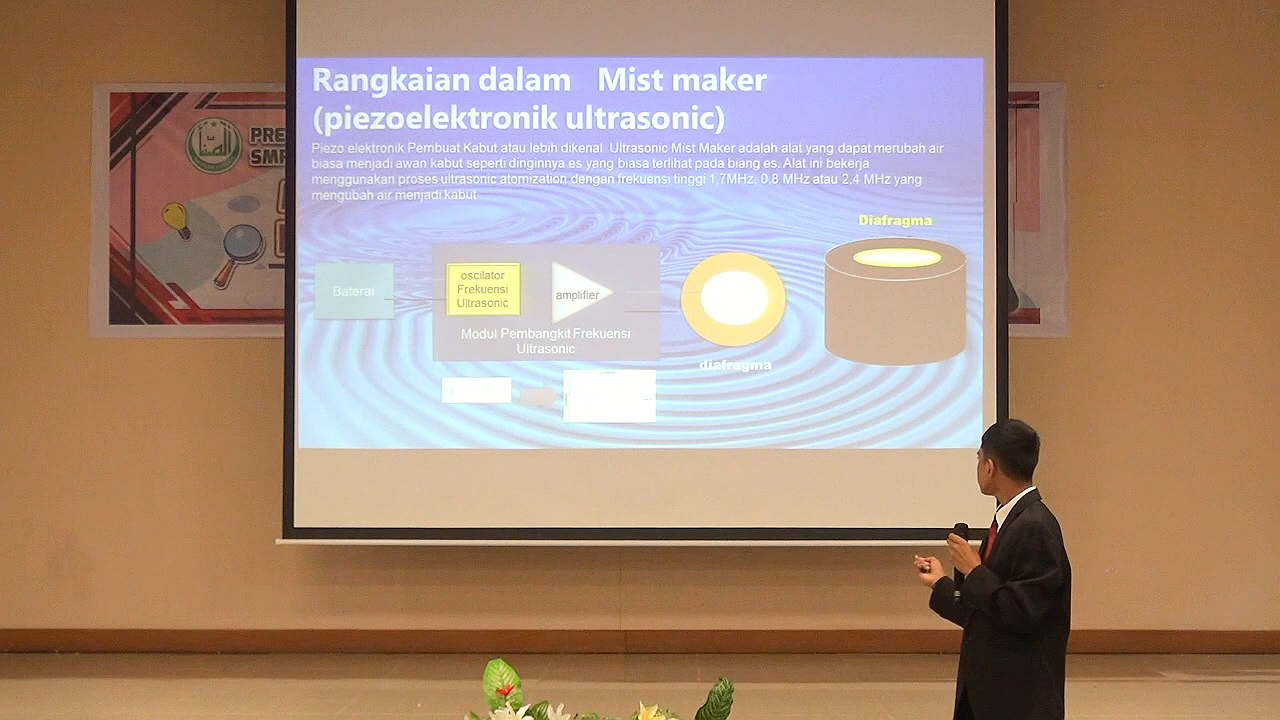 Rangkaian dalam Mist maker
(piezoelektronik ultrasonic)
Piezo elektronik Pembuat Kabut atau lebih dikenal Ultrasonic Mist Maker adalah alat yang dapat merubah air
biasa menjadi awan kabut seperti dinginnya es yang biasa terlihat pada biang es. Alat ini bekerja
menggunakan proses ultrasonic atomization dengan frekuensi tinggi 1,7MHz, 0,8 MHz atau 2,4 MHz yang
mengubah air menjadi kabut
Diafragma
Baterai
oscilator
Frekuensi
Ultrasonic
amplifier
Modul Pembangkit Frekuensi
Ultrasonic
diafragma
PRE
SMP